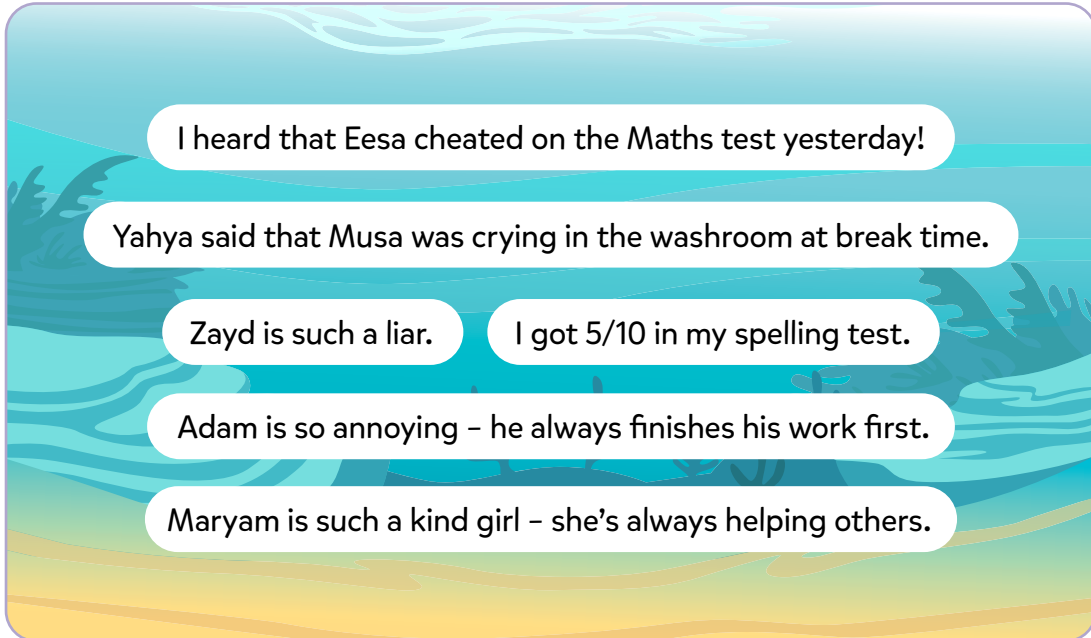 I heard that Eesa cheated on the Maths test yesterday!
Yahya said that Musa was crying in the washroom at break time.
Zayd is such a liar.
I got 5/10 in my spelling test.
Adam is so annoying – he always finishes his work first.
Maryam is such a kind girl – she’s always helping others.